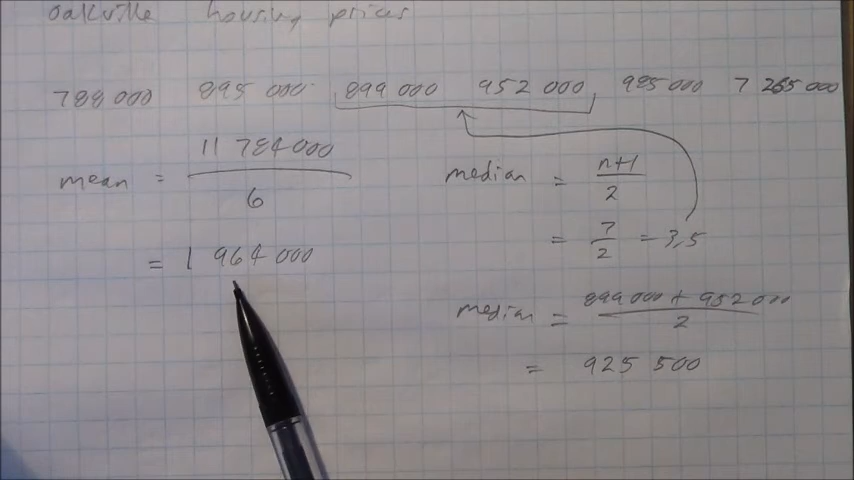 oakville housing prices
788 000 895 000 899 000 952 000 985 000 7 265 000
mean = 11 784 000 / 6
= 1 964 000
median = n+1 / 2
= 7/2 = 3,5
median = 899 000 + 952 000 / 2
= 925 500